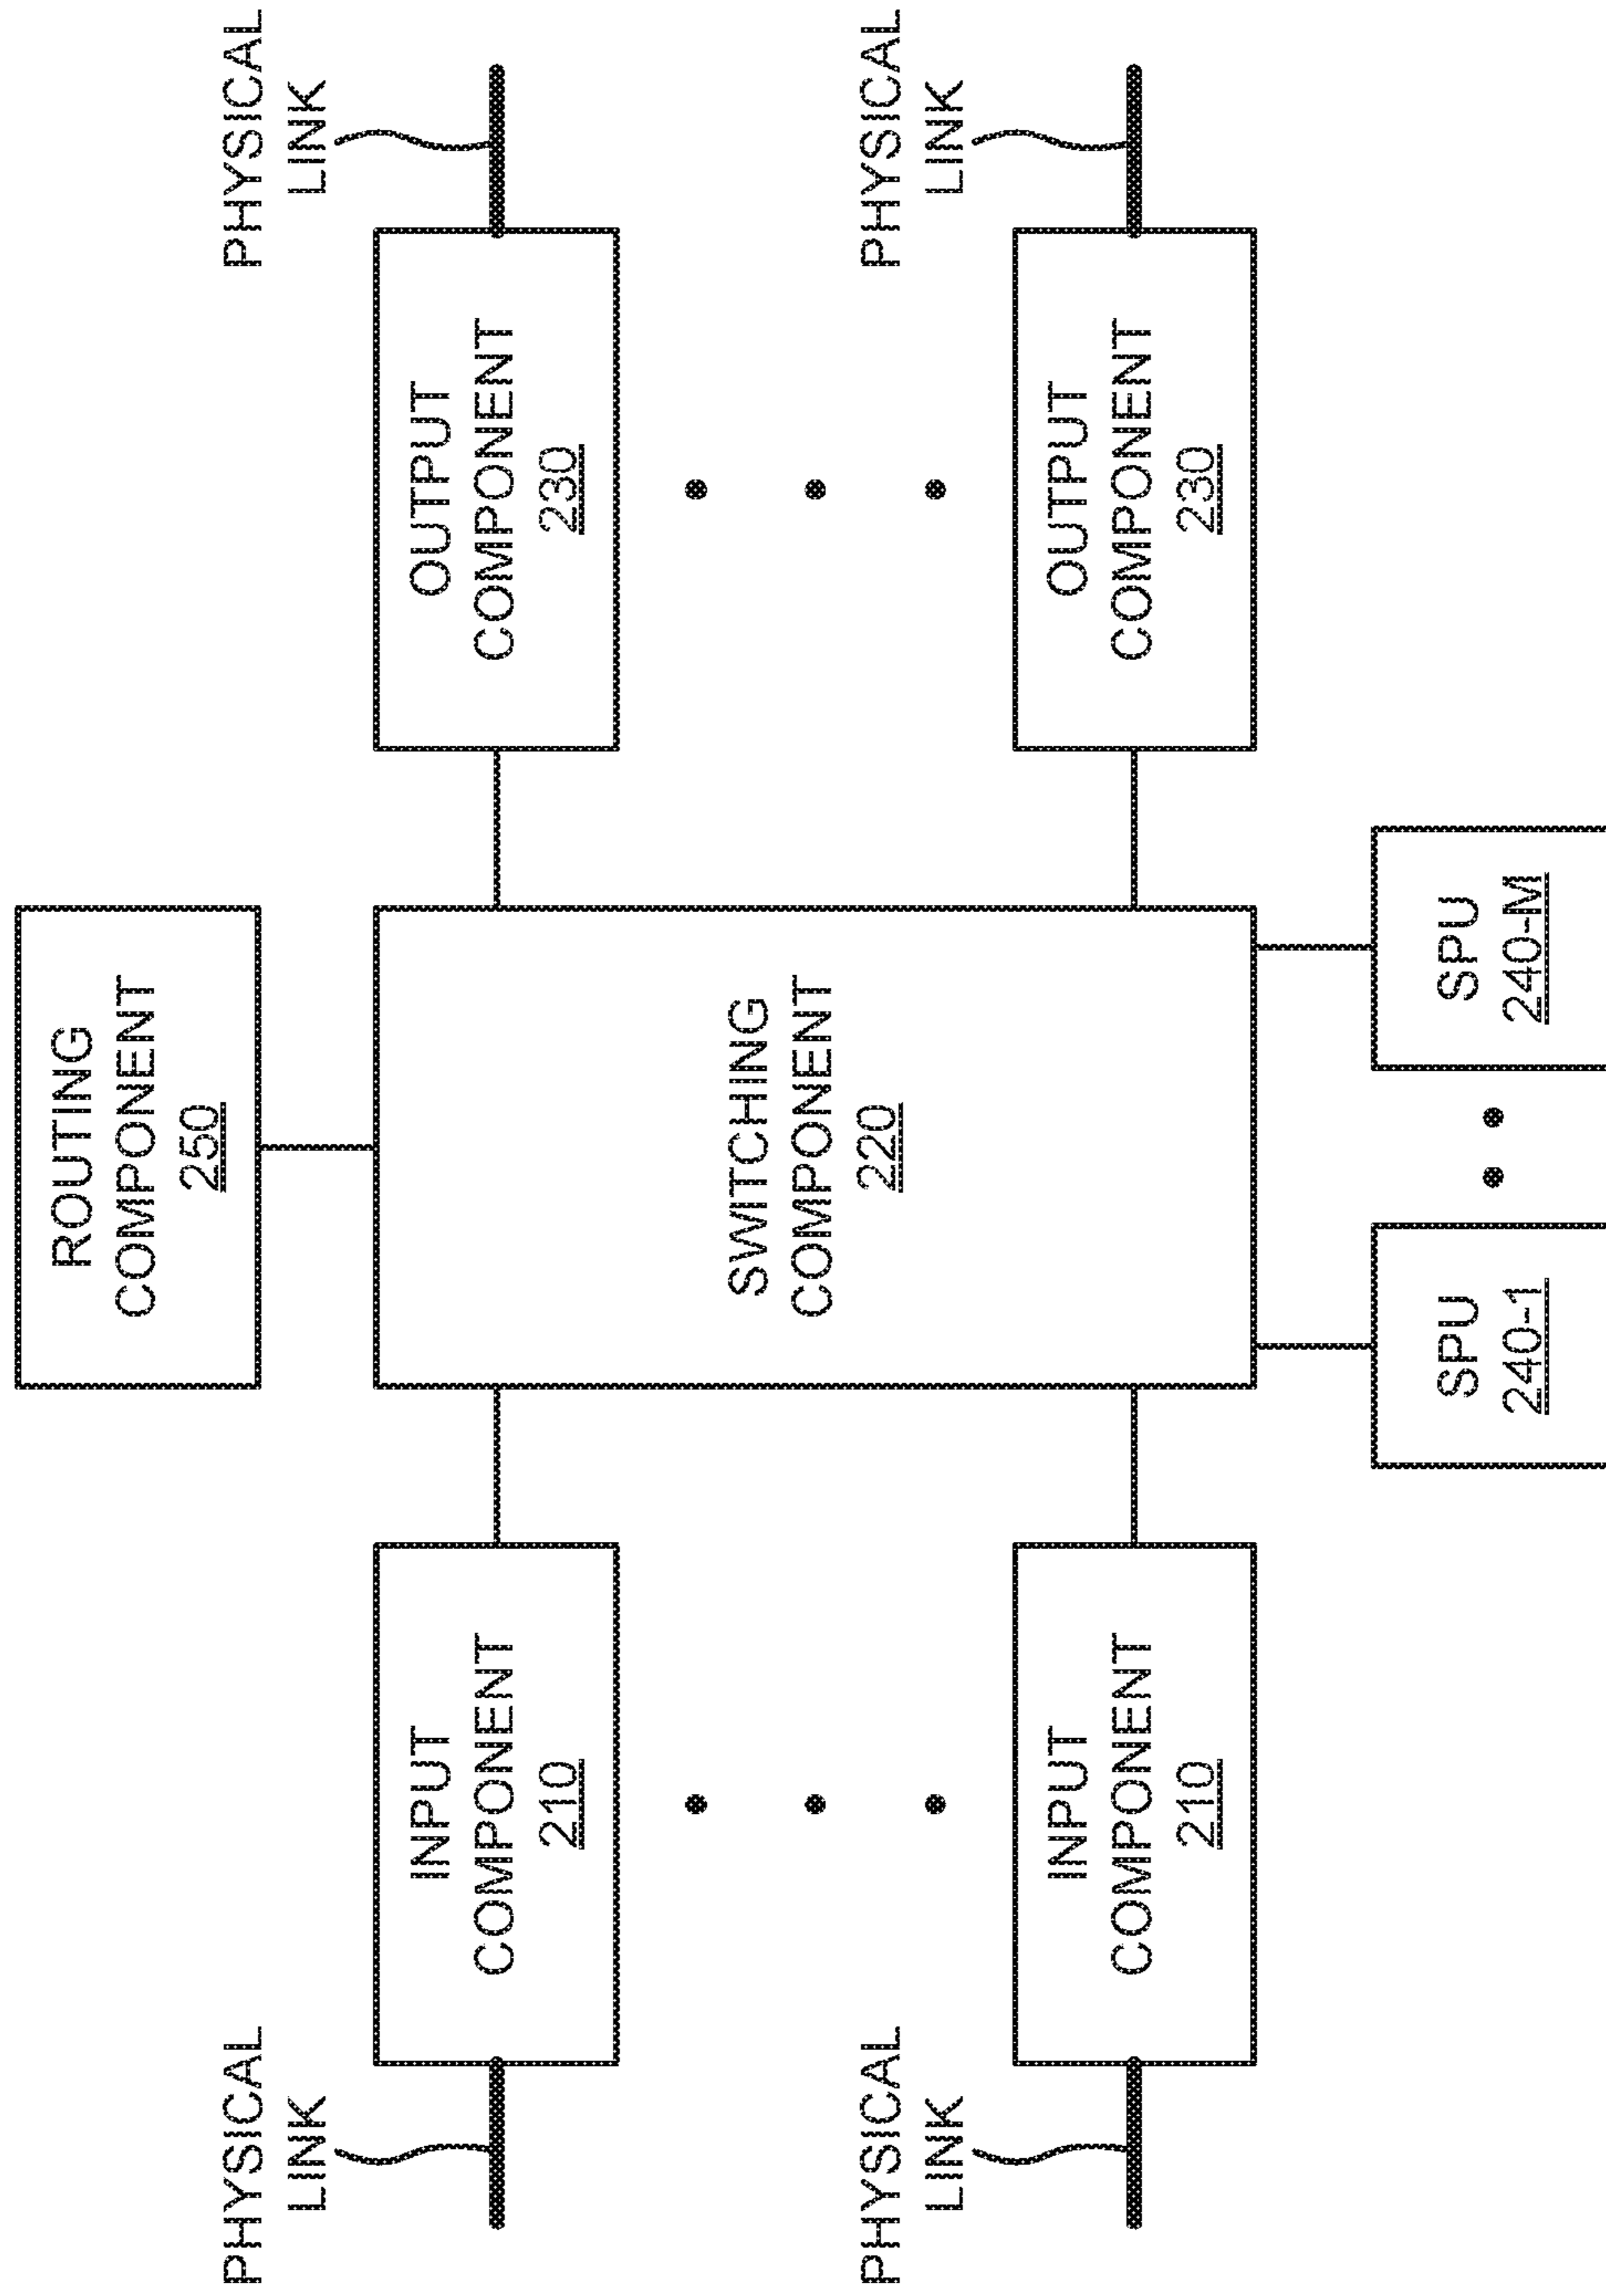 ROUTING
COMPONENT
250
PHYSICAL
LINK
INPUT
COMPONENT
210
SWITCHING
COMPONENT
220
OUTPUT
COMPONENT
230
PHYSICAL
LINK
PHYSICAL
LINK
INPUT
COMPONENT
210
OUTPUT
COMPONENT
230
PHYSICAL
LINK
SPU
240-1
SPU
240-M